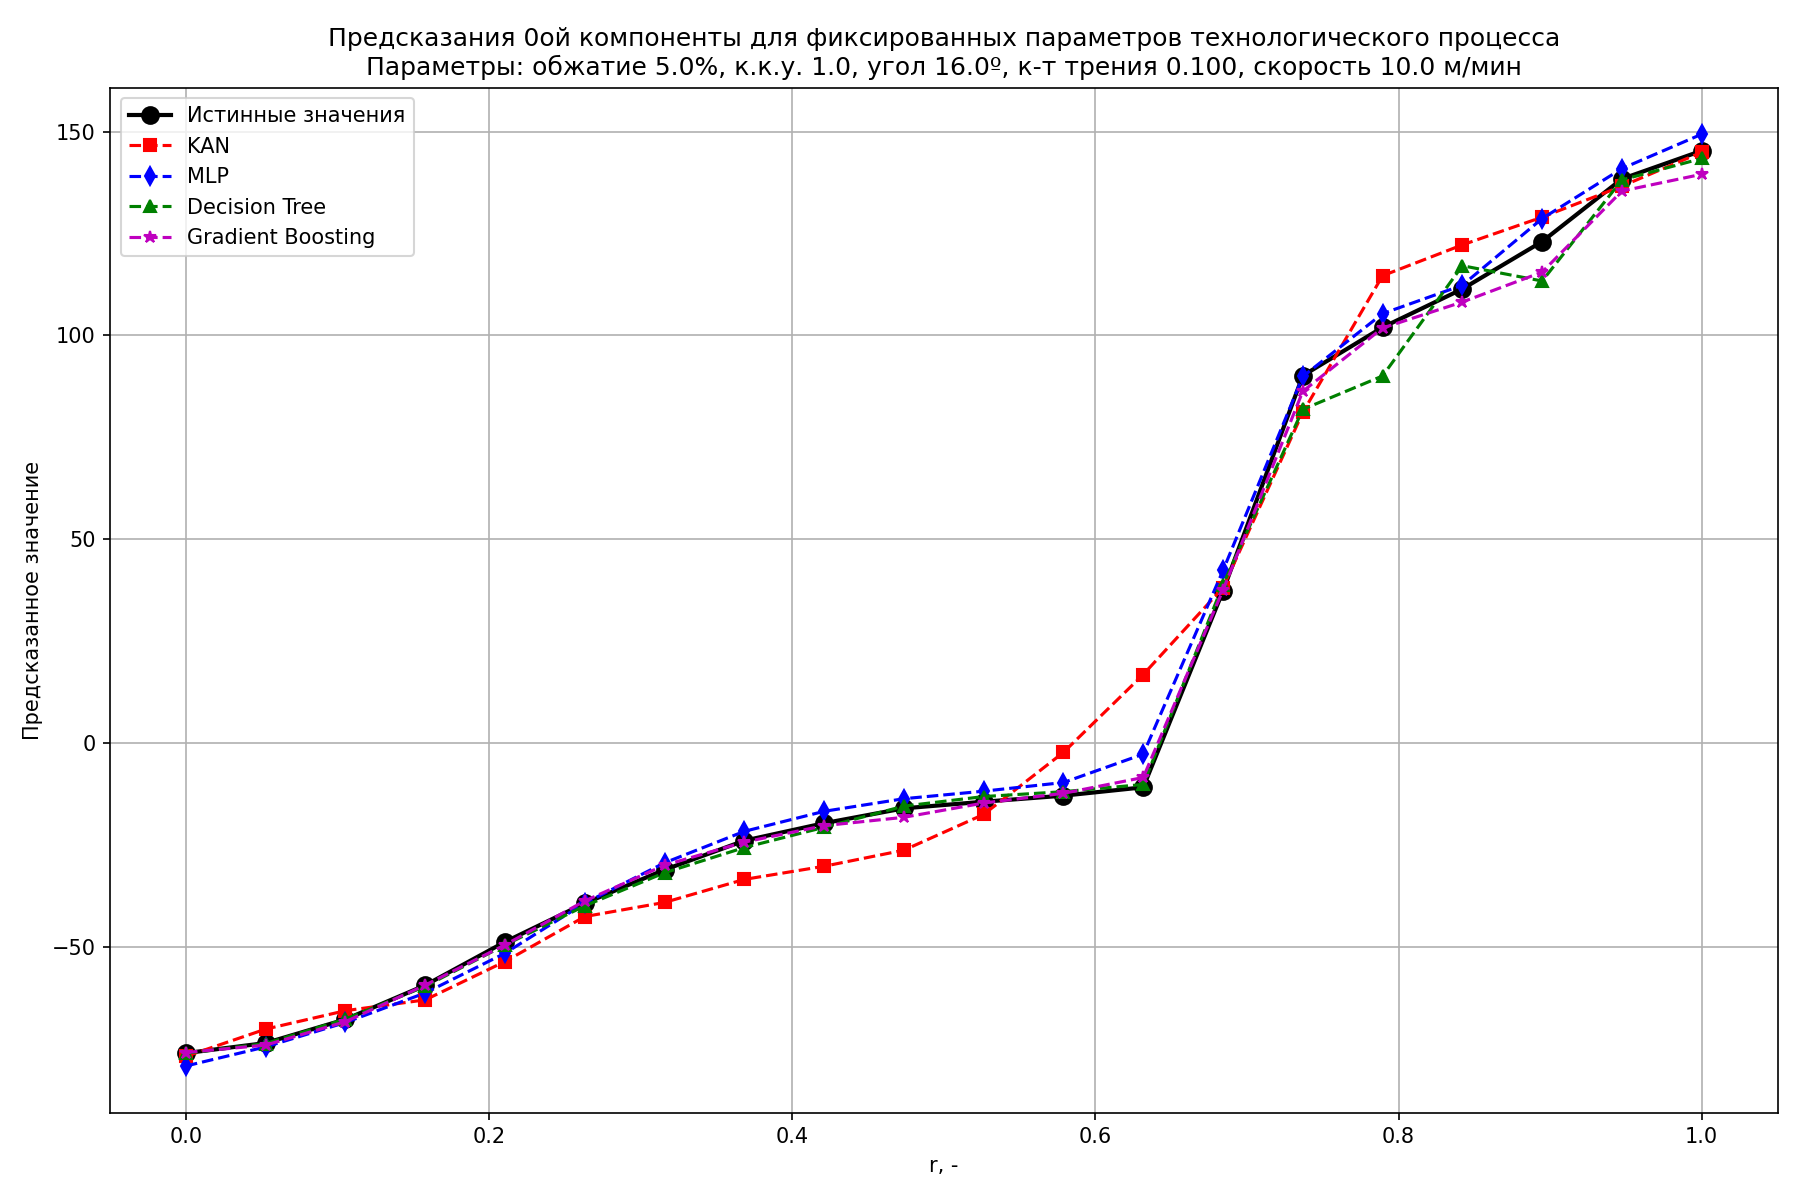 Предсказания 0ой компоненты для фиксированных параметров технологического процесса
Параметры: обжатие 5.0%, к.к.у. 1.0, угол 16.0º, к-т трения 0.100, скорость 10.0 м/мин
Истинные значения
KAN
MLP
Decision Tree
Gradient Boosting
Предсказанное значение
150
100
50
0
−50
0.0
0.2
0.4
0.6
0.8
1.0
r, -